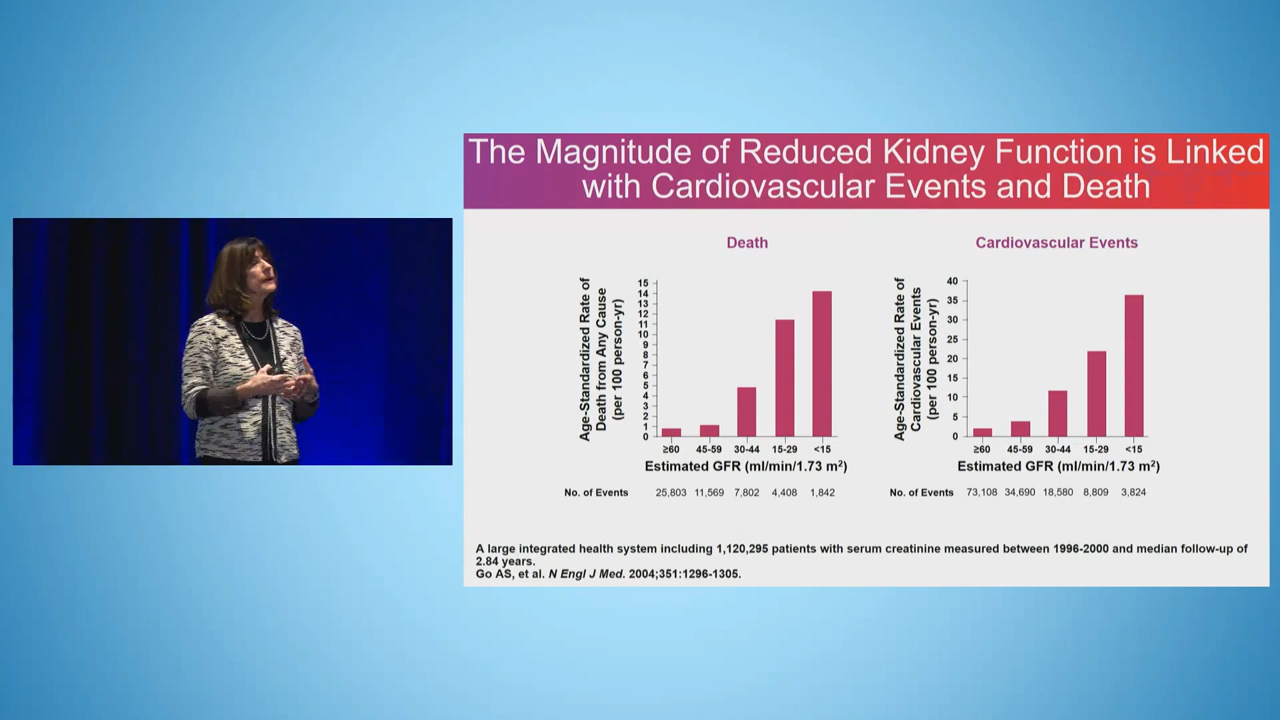 The Magnitude of Reduced Kidney Function is Linked
with Cardiovascular Events and Death
Death
Age-Standardized Rate of
Death from Any Cause
(per 100 person-yr)
15
14
13
12
11
10
9
8
7
6
5
4
3
2
1
0
≥60 45-59 30-44 15-29 <15
Estimated GFR (ml/min/1.73 m²)
No. of Events 25,803 11,569 7,802 4,408 1,842
Cardiovascular Events
Age-Standardized Rate of
Cardiovascular Events
(per 100 person-yr)
40
35
30
25
20
15
10
5
0
≥60 45-59 30-44 15-29 <15
Estimated GFR (ml/min/1.73 m²)
No. of Events 73,108 34,690 18,580 8,809 3,824
A large integrated health system including 1,120,295 patients with serum creatinine measured between 1996-2000 and median follow-up of
2.84 years.
Go AS, et al. N Engl J Med. 2004;351:1296-1305.